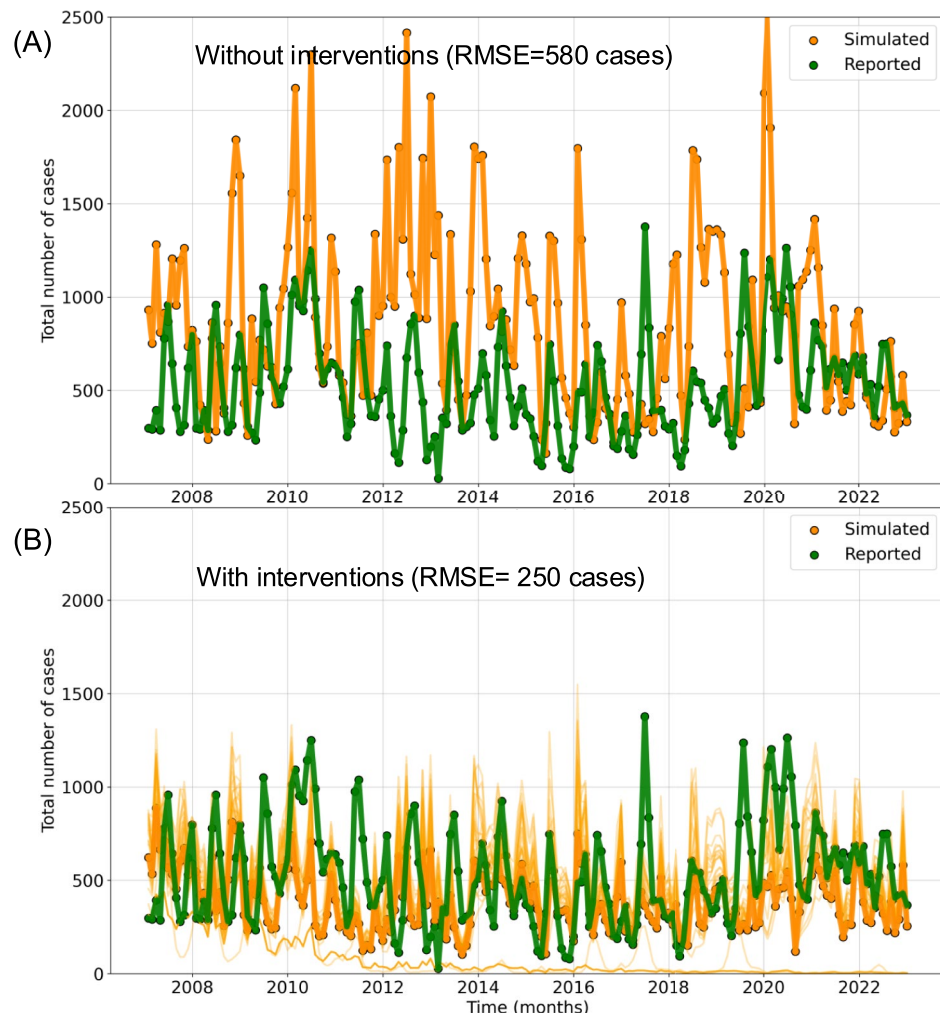 (A)
Without interventions (RMSE=580 cases)
Simulated
Reported
Total number of cases
2500
2000
1500
1000
500
0
2008 2010 2012 2014 2016 2018 2020 2022
(B)
With interventions (RMSE= 250 cases)
Simulated
Reported
Total number of cases
2500
2000
1500
1000
500
0
2008 2010 2012 2014 2016 2018 2020 2022
Time (months)